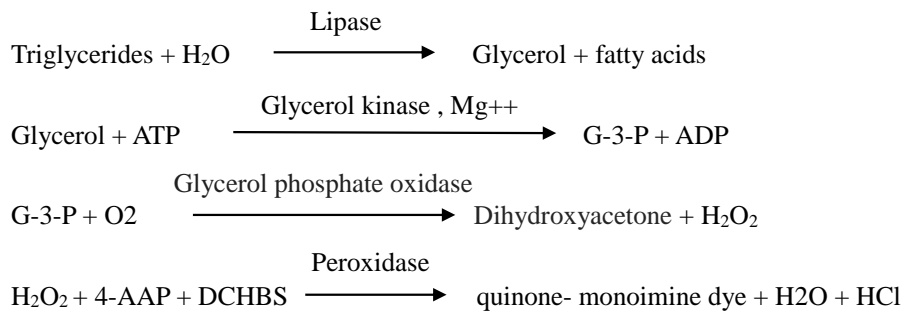 Lipase
Triglycerides + H₂O Glycerol + fatty acids
Glycerol kinase , Mg++
Glycerol + ATP G-3-P + ADP
Glycerol phosphate oxidase
G-3-P + O2 Dihydroxyacetone + H₂O₂
Peroxidase
H₂O₂ + 4-AAP + DCHBS quinone- monoimine dye + H2O + HCl